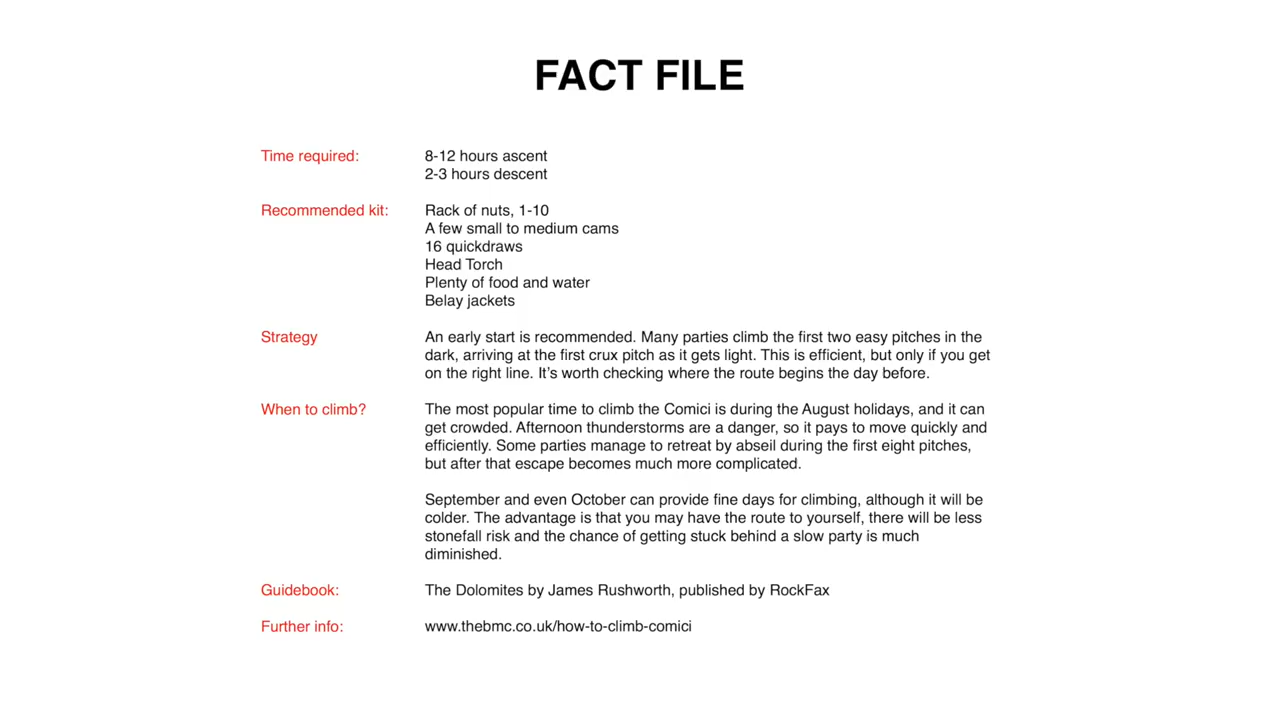 FACT FILE
Time required: 8-12 hours ascent
2-3 hours descent
Recommended kit: Rack of nuts, 1-10
A few small to medium cams
16 quickdraws
Head Torch
Plenty of food and water
Belay jackets
Strategy An early start is recommended. Many parties climb the first two easy pitches in the
dark, arriving at the first crux pitch as it gets light. This is efficient, but only if you get
on the right line. It's worth checking where the route begins the day before.
When to climb? The most popular time to climb the Comici is during the August holidays, and it can
get crowded. Afternoon thunderstorms are a danger, so it pays to move quickly and
efficiently. Some parties manage to retreat by abseil during the first eight pitches,
but after that escape becomes much more complicated.
September and even October can provide fine days for climbing, although it will be
colder. The advantage is that you may have the route to yourself, there will be less
stonefall risk and the chance of getting stuck behind a slow party is much
diminished.
Guidebook: The Dolomites by James Rushworth, published by RockFax
Further info: www.thebmc.co.uk/how-to-climb-comici